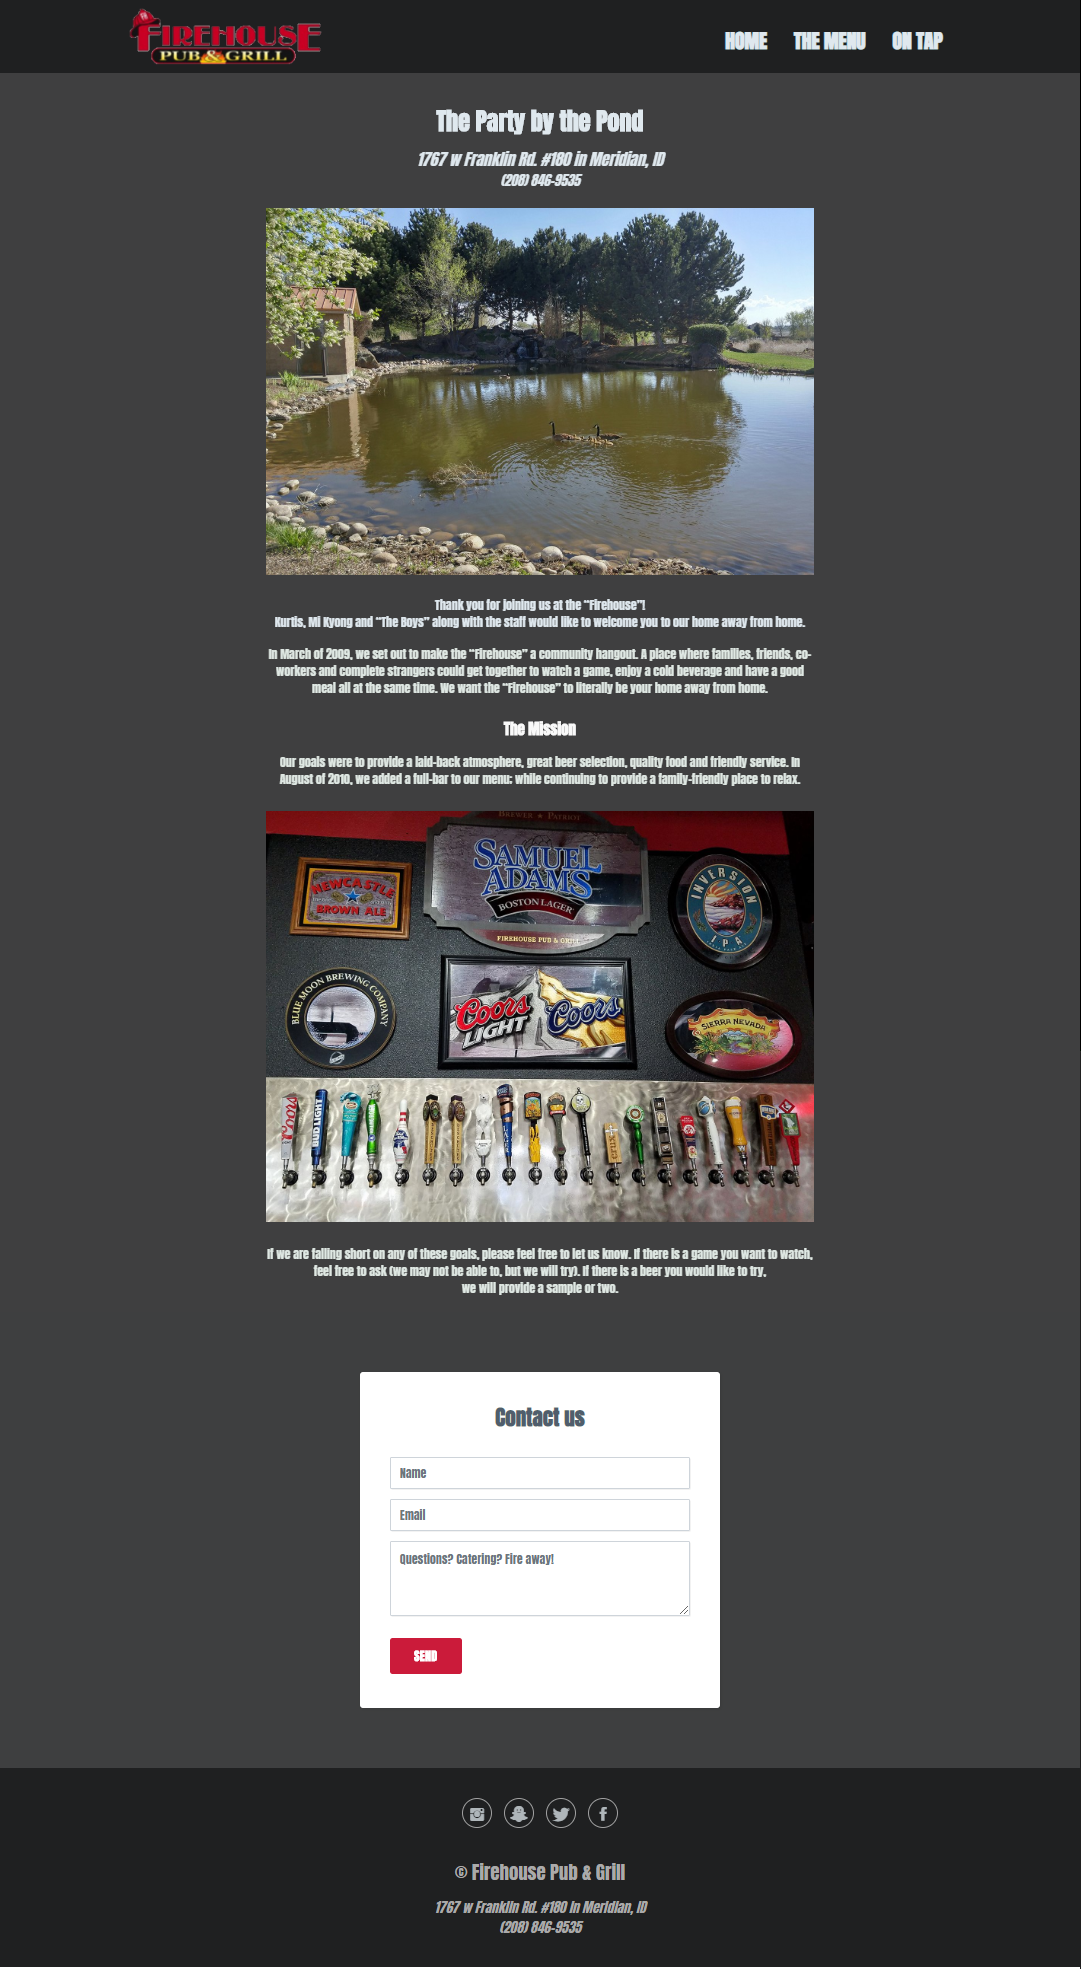 FIREHOUSE
PUB & GRILL
HOME THE MENU ON TAP
The Party by the Pond
1767 w Franklin Rd. #180 in Meridian, ID
(208) 846-9535
Thank you for joining us at the “Firehouse”!
Kurtis, Mi Kyong and “The Boys” along with the staff would like to welcome you to our home away from home.
In March of 2009, we set out to make the “Firehouse” a community hangout. A place where families, friends, co-
workers and complete strangers could get together to watch a game, enjoy a cold beverage and have a good
meal all at the same time. We want the “Firehouse” to literally be your home away from home.
The Mission
Our goals were to provide a laid-back atmosphere, great beer selection, quality food and friendly service. In
August of 2010, we added a full-bar to our menu; while continuing to provide a family-friendly place to relax.
BREWER ★ PATRIOT
SAMUEL
ADAMS
BOSTON LAGER
FIREHOUSE PUB & GRILL
NEWCASTLE
BROWN ALE
INVERSION
IPA
BLUE MOON BREWING COMPANY
Coors
LIGHT
Coors
SIERRA NEVADA
Coors
BUD LIGHT
LAGER
CRUX
If we are falling short on any of these goals, please feel free to let us know. If there is a game you want to watch,
feel free to ask (we may not be able to, but we will try). If there is a beer you would like to try,
we will provide a sample or two.
Contact us
Name
Email
Questions? Catering? Fire away!
SEND
© Firehouse Pub & Grill
1767 w Franklin Rd. #180 in Meridian, ID
(208) 846-9535